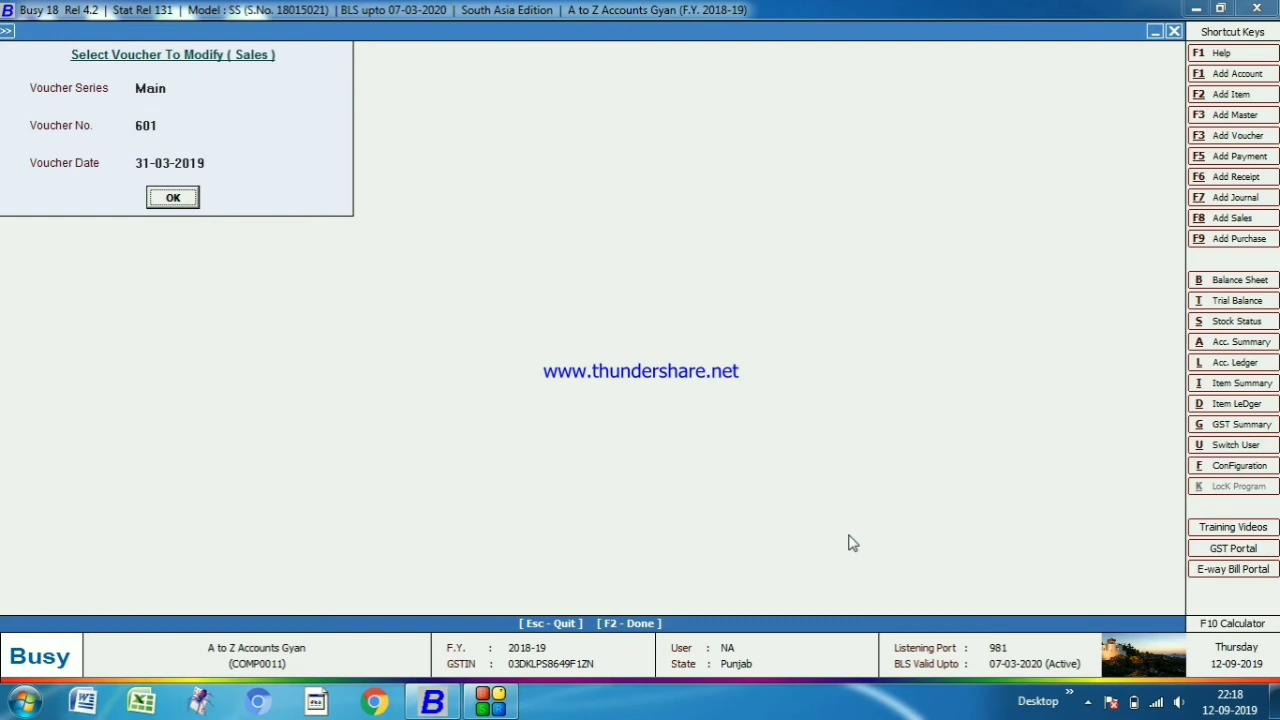 Busy 18 Rel 4.2 | Stat Rel 131 | Model : SS (S.No. 18015021) | BLS upto 07-03-2020 | South Asia Edition | A to Z Accounts Gyan (F.Y. 2018-19)
>>
Select Voucher To Modify ( Sales )
Voucher Series Main
Voucher No. 601
Voucher Date 31-03-2019
OK
www.thundershare.net
Shortcut Keys
F1 Help
F1 Add Account
F2 Add Item
F3 Add Master
F3 Add Voucher
F5 Add Payment
F6 Add Receipt
F7 Add Journal
F8 Add Sales
F9 Add Purchase
B Balance Sheet
T Trial Balance
S Stock Status
A Acc. Summary
L Acc. Ledger
I Item Summary
D Item LeDger
G GST Summary
U Switch User
F ConFiguration
K LocK Program
Training Videos
GST Portal
E-way Bill Portal
[ Esc - Quit ] [ F2 - Done ]
F10 Calculator
Busy
A to Z Accounts Gyan
(COMP0011)
F.Y. : 2018-19
GSTIN : 03DKLPS8649F1ZN
User : NA
State : Punjab
Listening Port : 981
BLS Valid Upto : 07-03-2020 (Active)
Thursday
12-09-2019
B
Desktop »
22:18
12-09-2019